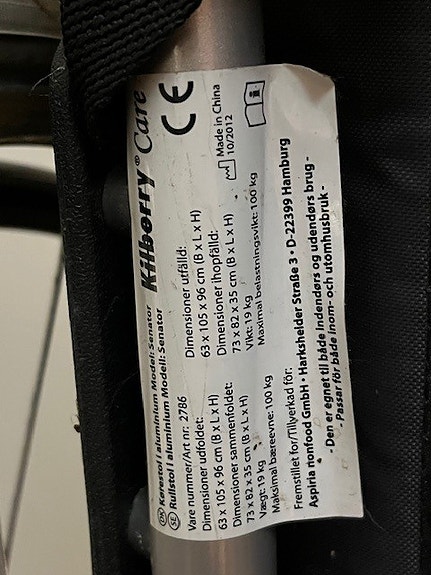 DK Kørestol i aluminium Model: Senator
SE Rullstol i aluminium Modell: Senator
Kilberry® Care
CE
Vare nummer/Art nr: 2786
Dimensioner udfoldet:
63 x 105 x 96 cm (B x L x H)
Dimensioner sammenfoldet:
73 x 82 x 35 cm (B x L x H)
Vægt: 19 kg
Maksimal bæreevne: 100 kg
Dimensioner utfälld:
63 x 105 x 96 cm (B x L x H)
Dimensioner ihopfälld:
73 x 82 x 35 cm (B x L x H)
Vikt: 19 kg
Maximal belastningsvikt: 100 kg
Made in China
10/2012
Fremstillet for/Tillyerkad för:
Aspiria nonfood GmbH • Harksheider Straße 3 • D-22399 Hamburg
- Den er egnet til både indendørs og udendørs brug -
- Passar för både inom- och utomhusbruk -